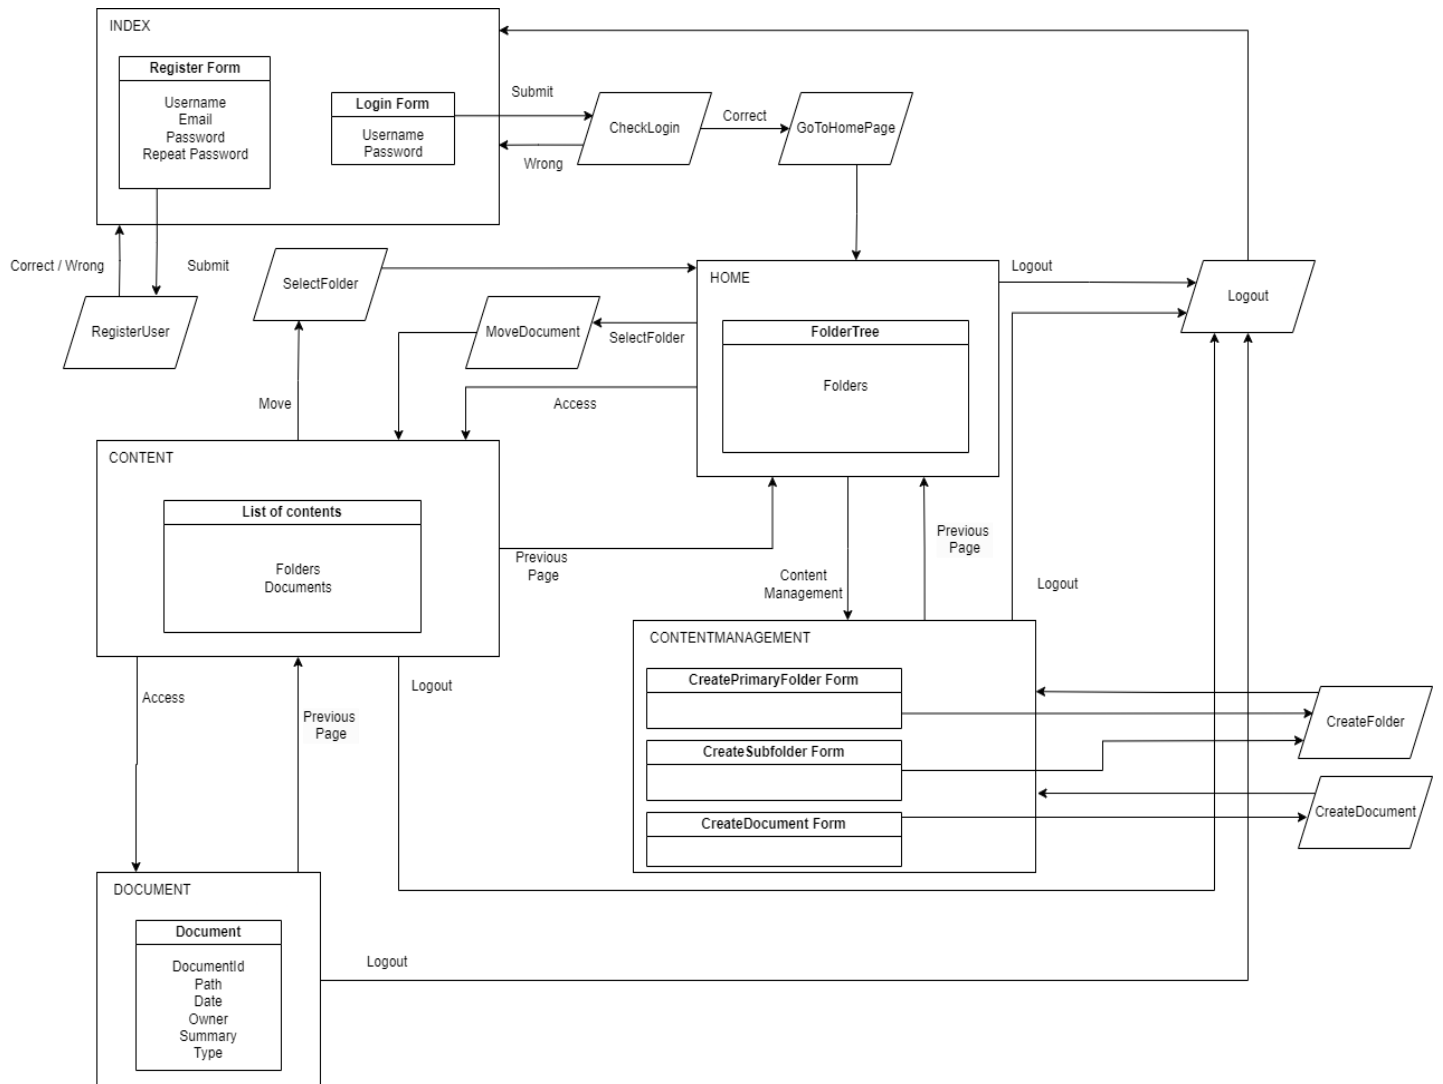 INDEX
Register Form
Username
Email
Password
Repeat Password
Login Form
Username
Password
Submit
CheckLogin
Correct
GoToHomePage
Wrong
Correct / Wrong
Submit
RegisterUser
SelectFolder
MoveDocument
SelectFolder
HOME
FolderTree
Folders
Logout
Logout
Move
Access
CONTENT
List of contents
Folders
Documents
Previous
Page
Content
Management
Previous
Page
Logout
CONTENTMANAGEMENT
CreatePrimaryFolder Form
CreateSubfolder Form
CreateDocument Form
CreateFolder
CreateDocument
Access
Previous
Page
Logout
DOCUMENT
Document
DocumentId
Path
Date
Owner
Summary
Type
Logout